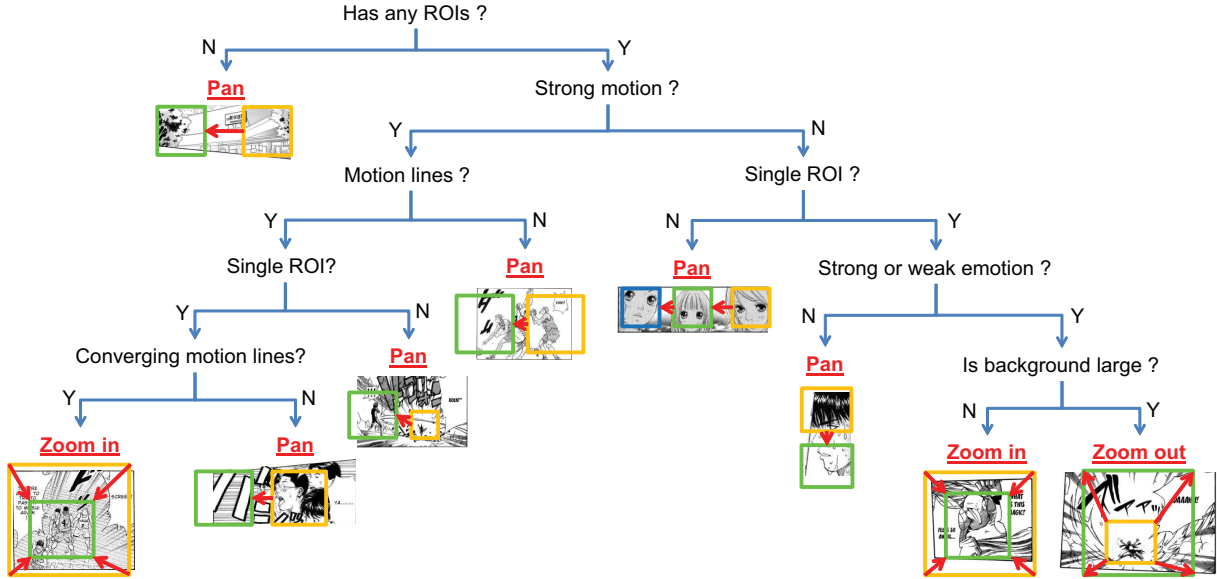 Has any ROIs ?
N
Y
Pan
Strong motion ?
Y
N
Motion lines ?
Single ROI ?
Y
N
N
Y
Single ROI?
Pan
Pan
Strong or weak emotion ?
Y
N
N
Y
Converging motion lines?
Pan
Pan
Is background large ?
Y
N
N
Y
Zoom in
Pan
Zoom in
Zoom out